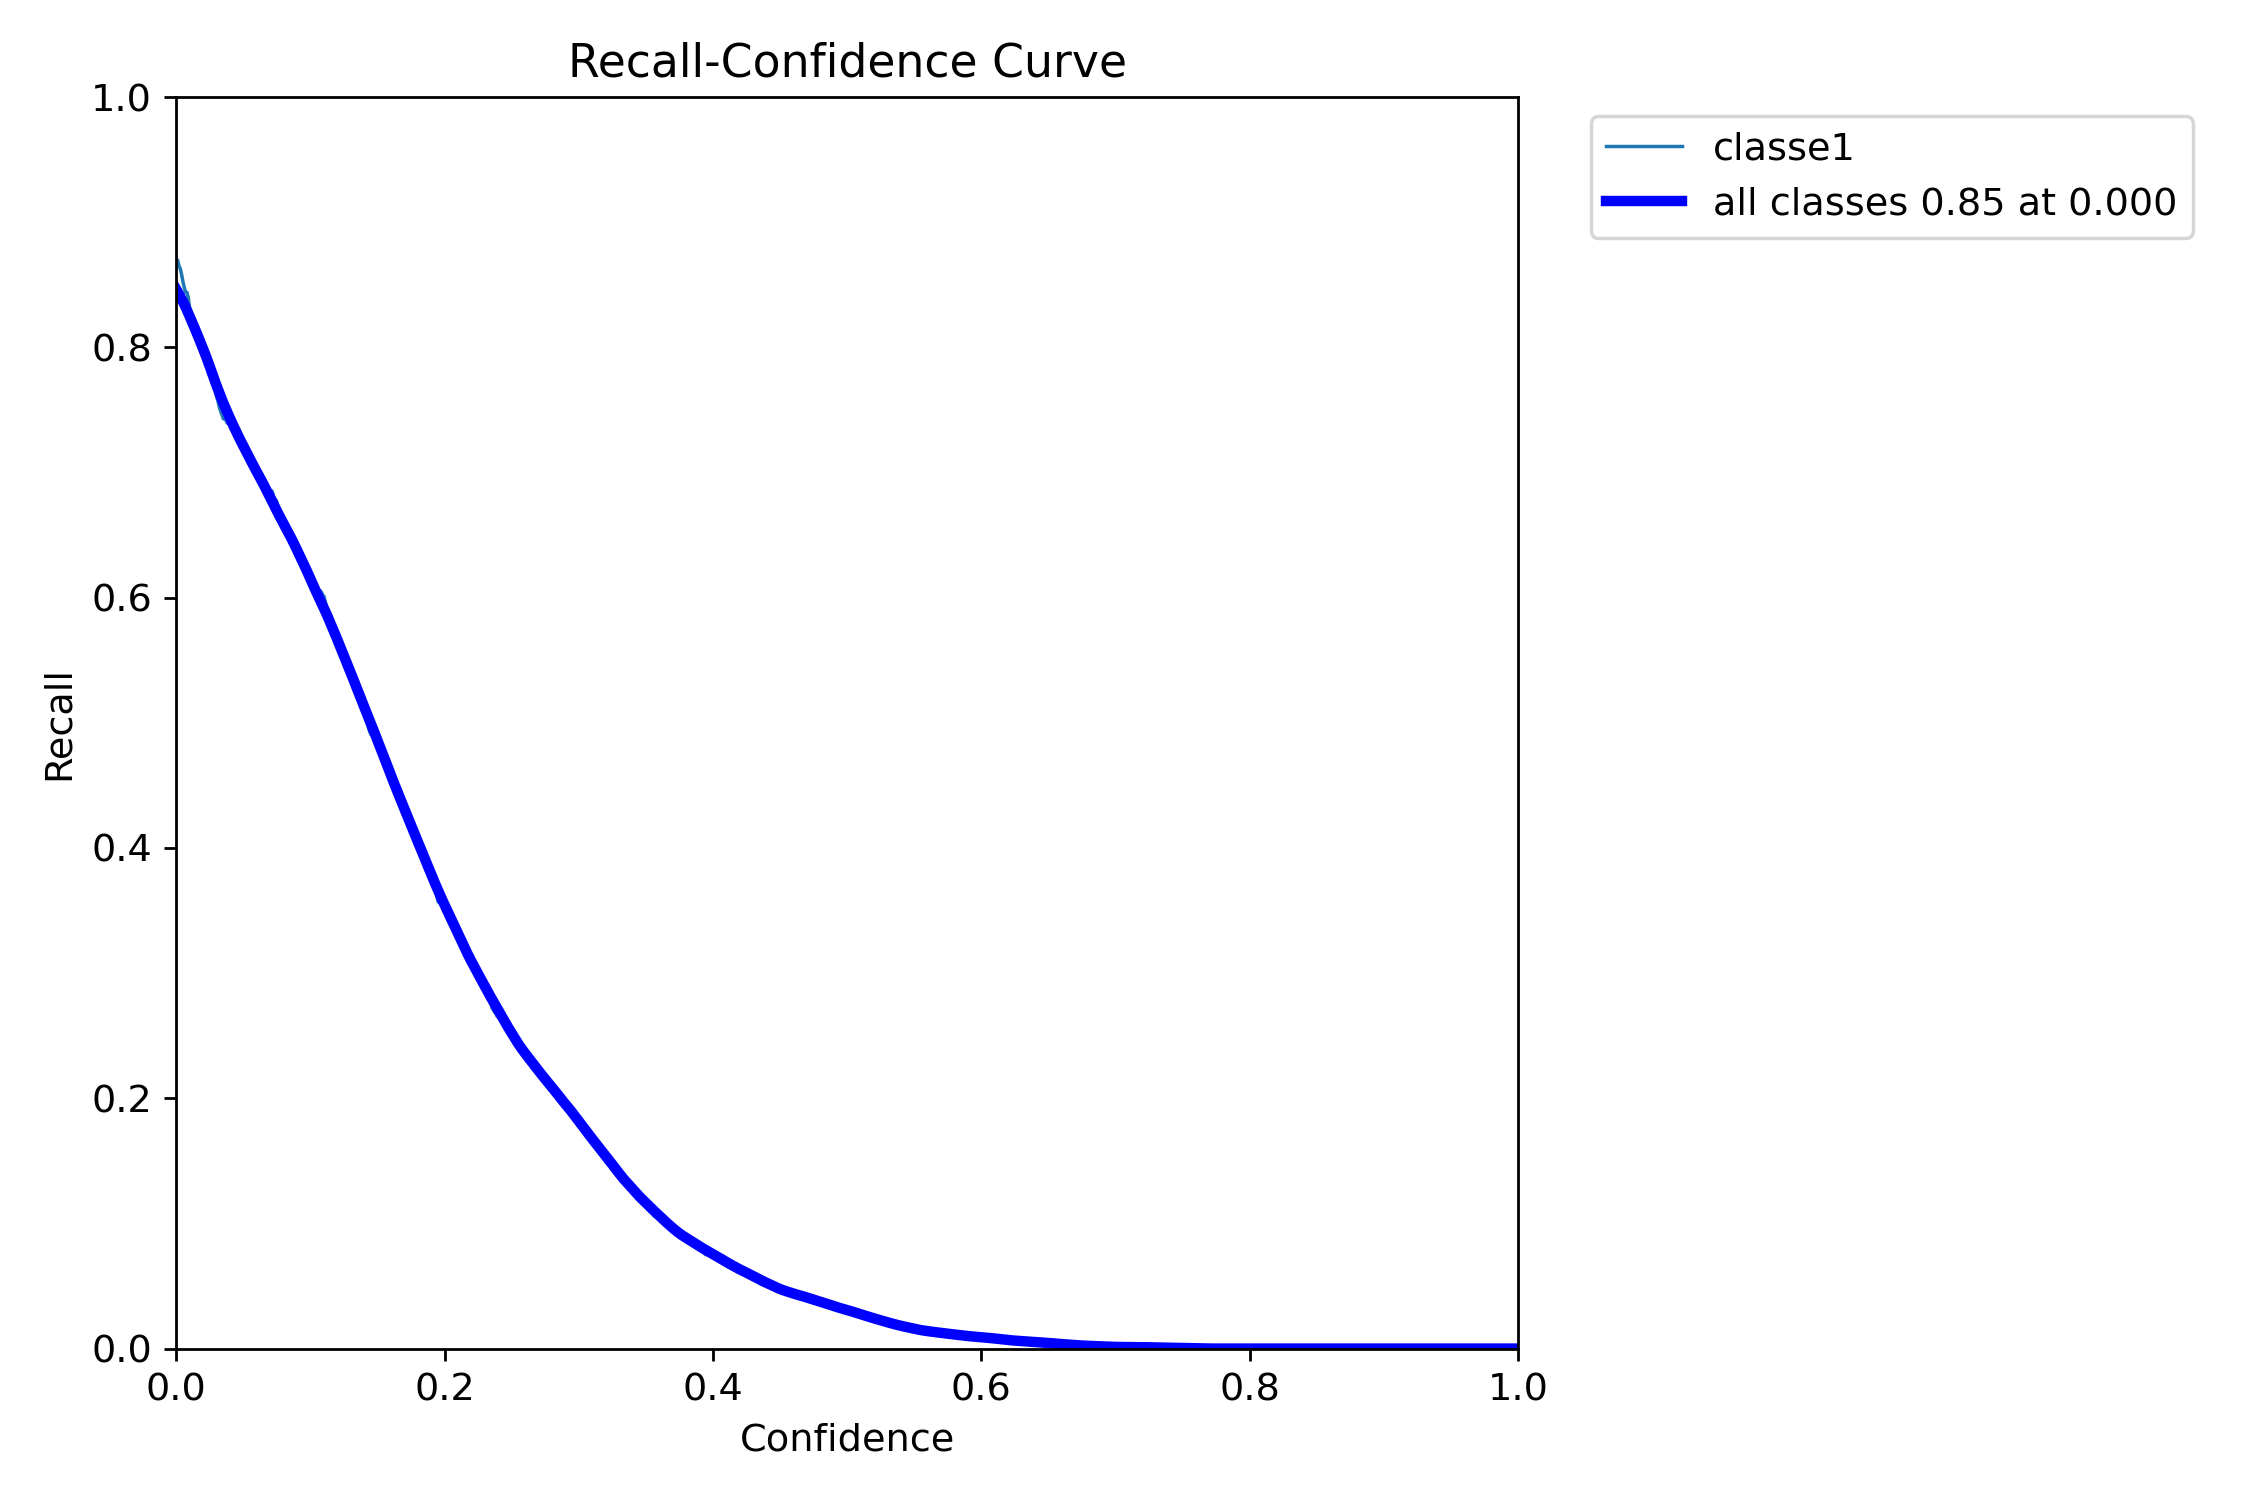 Recall-Confidence Curve
1.0
0.8
0.6
0.4
0.2
0.0
Recall
0.0 0.2 0.4 0.6 0.8 1.0
Confidence
classe1
all classes 0.85 at 0.000